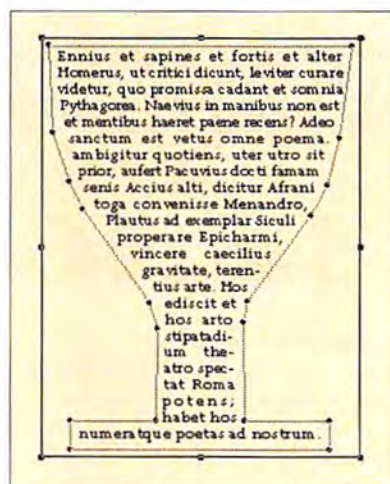 Ennius et sapines et fortis et alter
Homerus, ut critici dicunt, leviter curare
videtur, quo promissa cadant et somnia
Pythagorea. Naevius in manibus non est
et mentibus haeret paene recens? Adeo
sanctum est vetus omne poema.
ambigitur quotiens, uter utro sit
prior, aufert Pacuvius docti famam
senis Accius alti, dicitur Afrani
toga convenisse Menandro,
Plautus ad exemplar Siculi
properare Epicharmi,
vincere caecilius
gravitate, teren-
tius arte. Hos
ediscit et
hos arto
stipatadi-
um the-
atro spec-
tat Roma
potens;
habet hos
numeratque poetas ad nostrum.